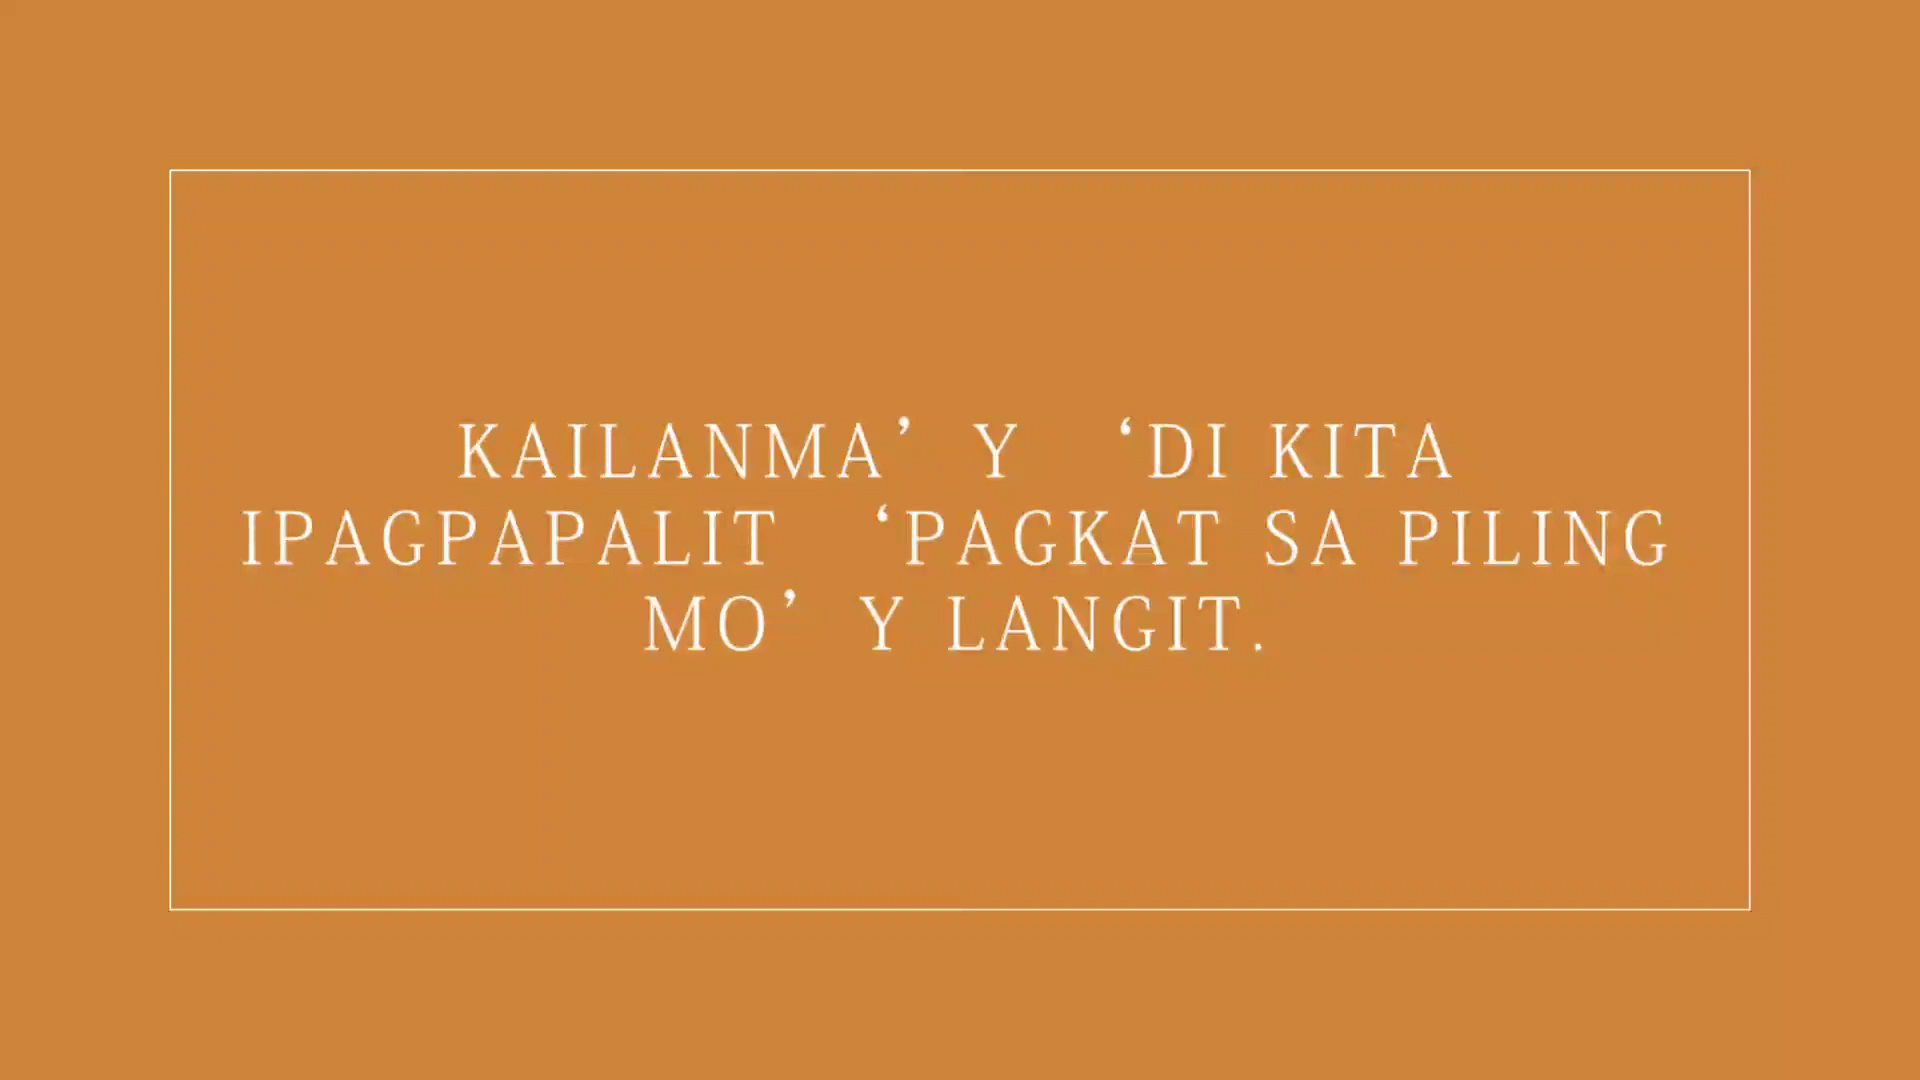 KAILANMA’ Y ‘DI KITA
IPAGPAPALIT ‘PAGKAT SA PILING
MO’ Y LANGIT.